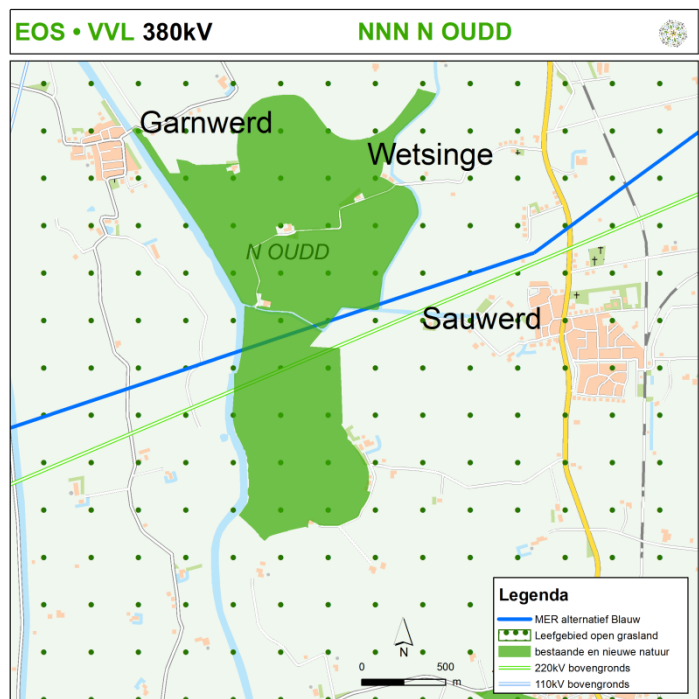 EOS • VVL 380kV NNN N OUDD
Garnwerd
Wetsinge
N OUDD
Sauwerd
N
0 500
m
Legenda
MER alternatief Blauw
Leefgebied open grasland
bestaande en nieuwe natuur
220kV bovengronds
110kV bovengronds